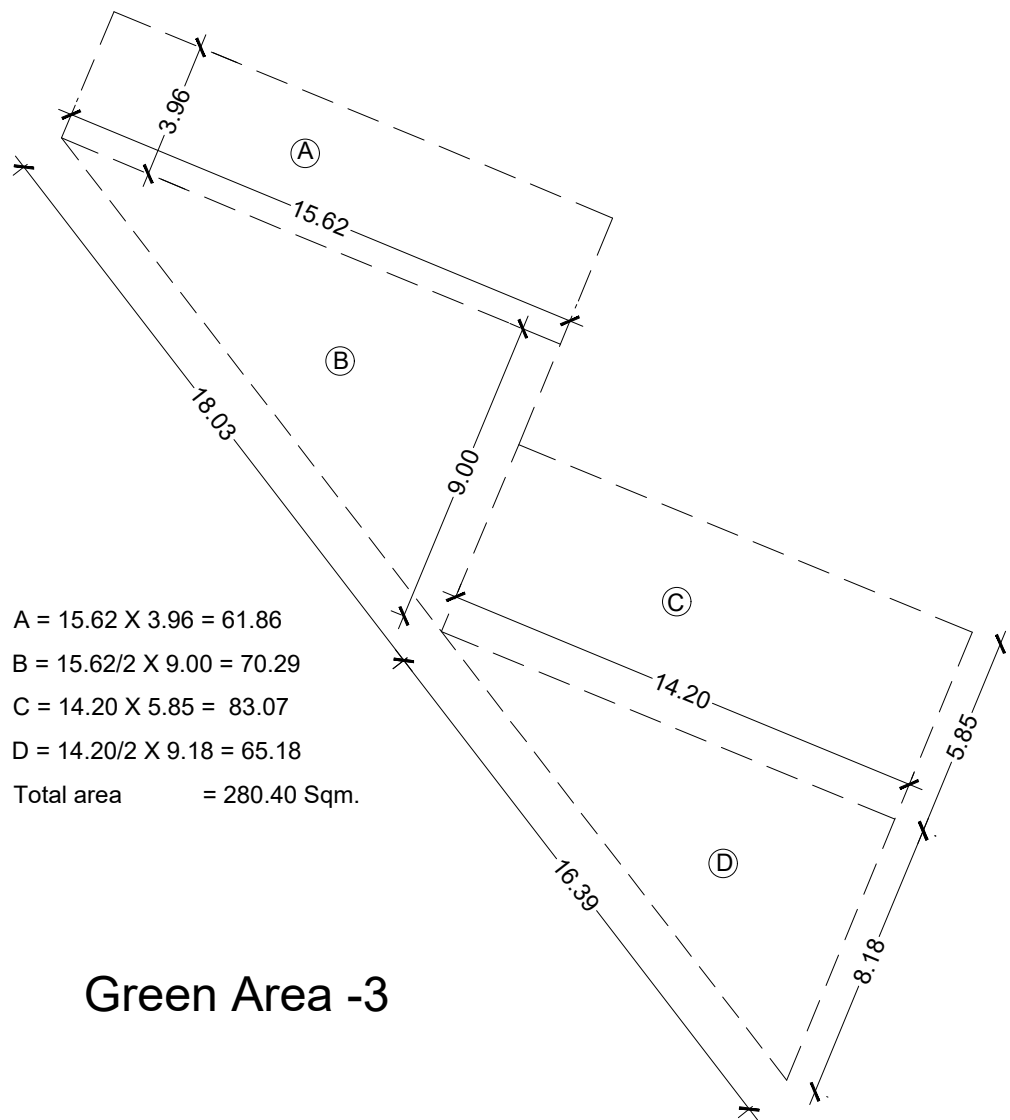 3.96
A
15.62
B
18.03
9.00
C
A = 15.62 X 3.96 = 61.86
B = 15.62/2 X 9.00 = 70.29
14.20
C = 14.20 X 5.85 = 83.07
5.85
D = 14.20/2 X 9.18 = 65.18
Total area = 280.40 Sqm.
D
16.39
8.18
Green Area -3